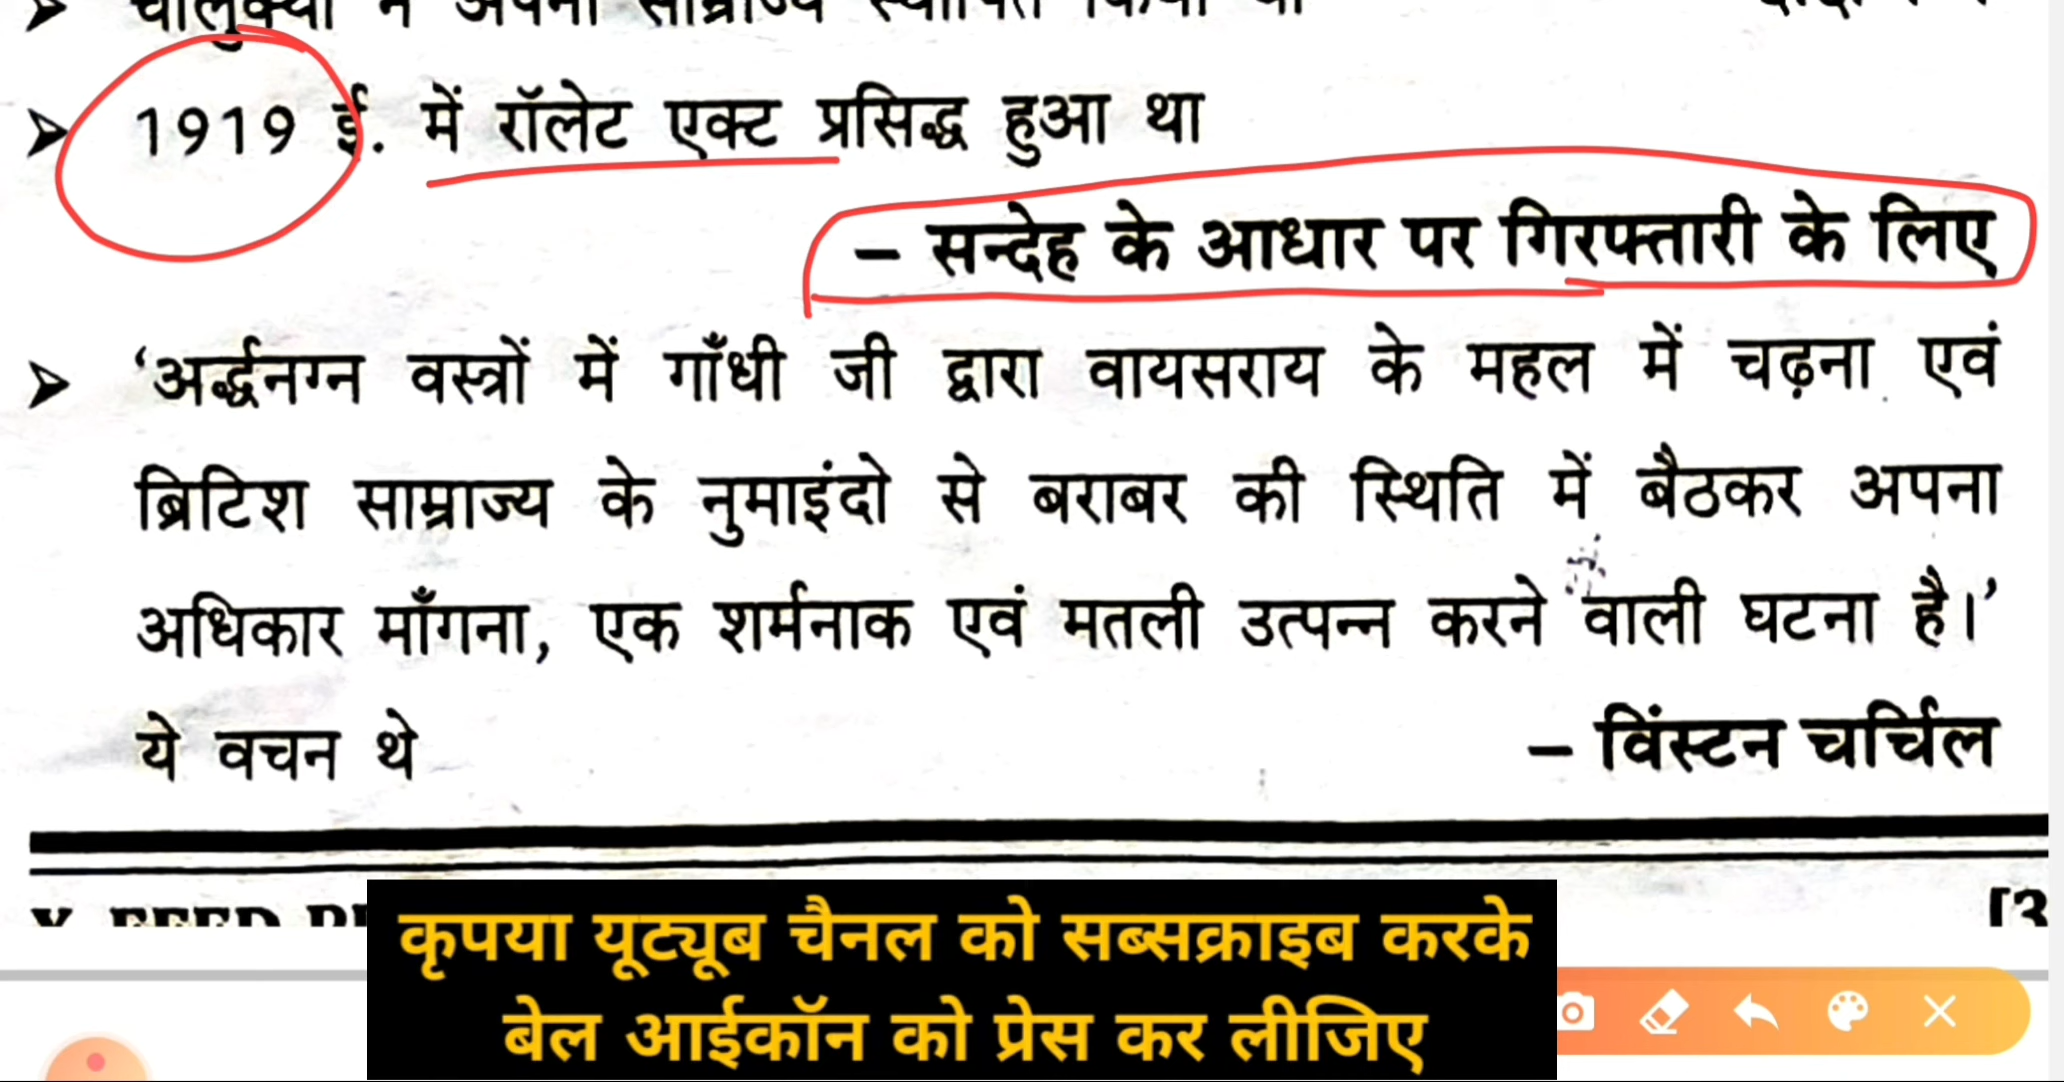 ➤ चालुक्यों ने अपना साम्राज्य स्थापित किया था
➤ 1919 ई. में रॉलेट एक्ट प्रसिद्ध हुआ था
– सन्देह के आधार पर गिरफ्तारी के लिए
➤ ‘अर्द्धनग्न वस्त्रों में गाँधी जी द्वारा वायसराय के महल में चढ़ना एवं
ब्रिटिश साम्राज्य के नुमाइंदो से बराबर की स्थिति में बैठकर अपना
अधिकार माँगना, एक शर्मनाक एवं मतली उत्पन्न करने वाली घटना है।’
ये वचन थे – विंस्टन चर्चिल
कृपया यूट्यूब चैनल को सब्सक्राइब करके
बेल आईकॉन को प्रेस कर लीजिए